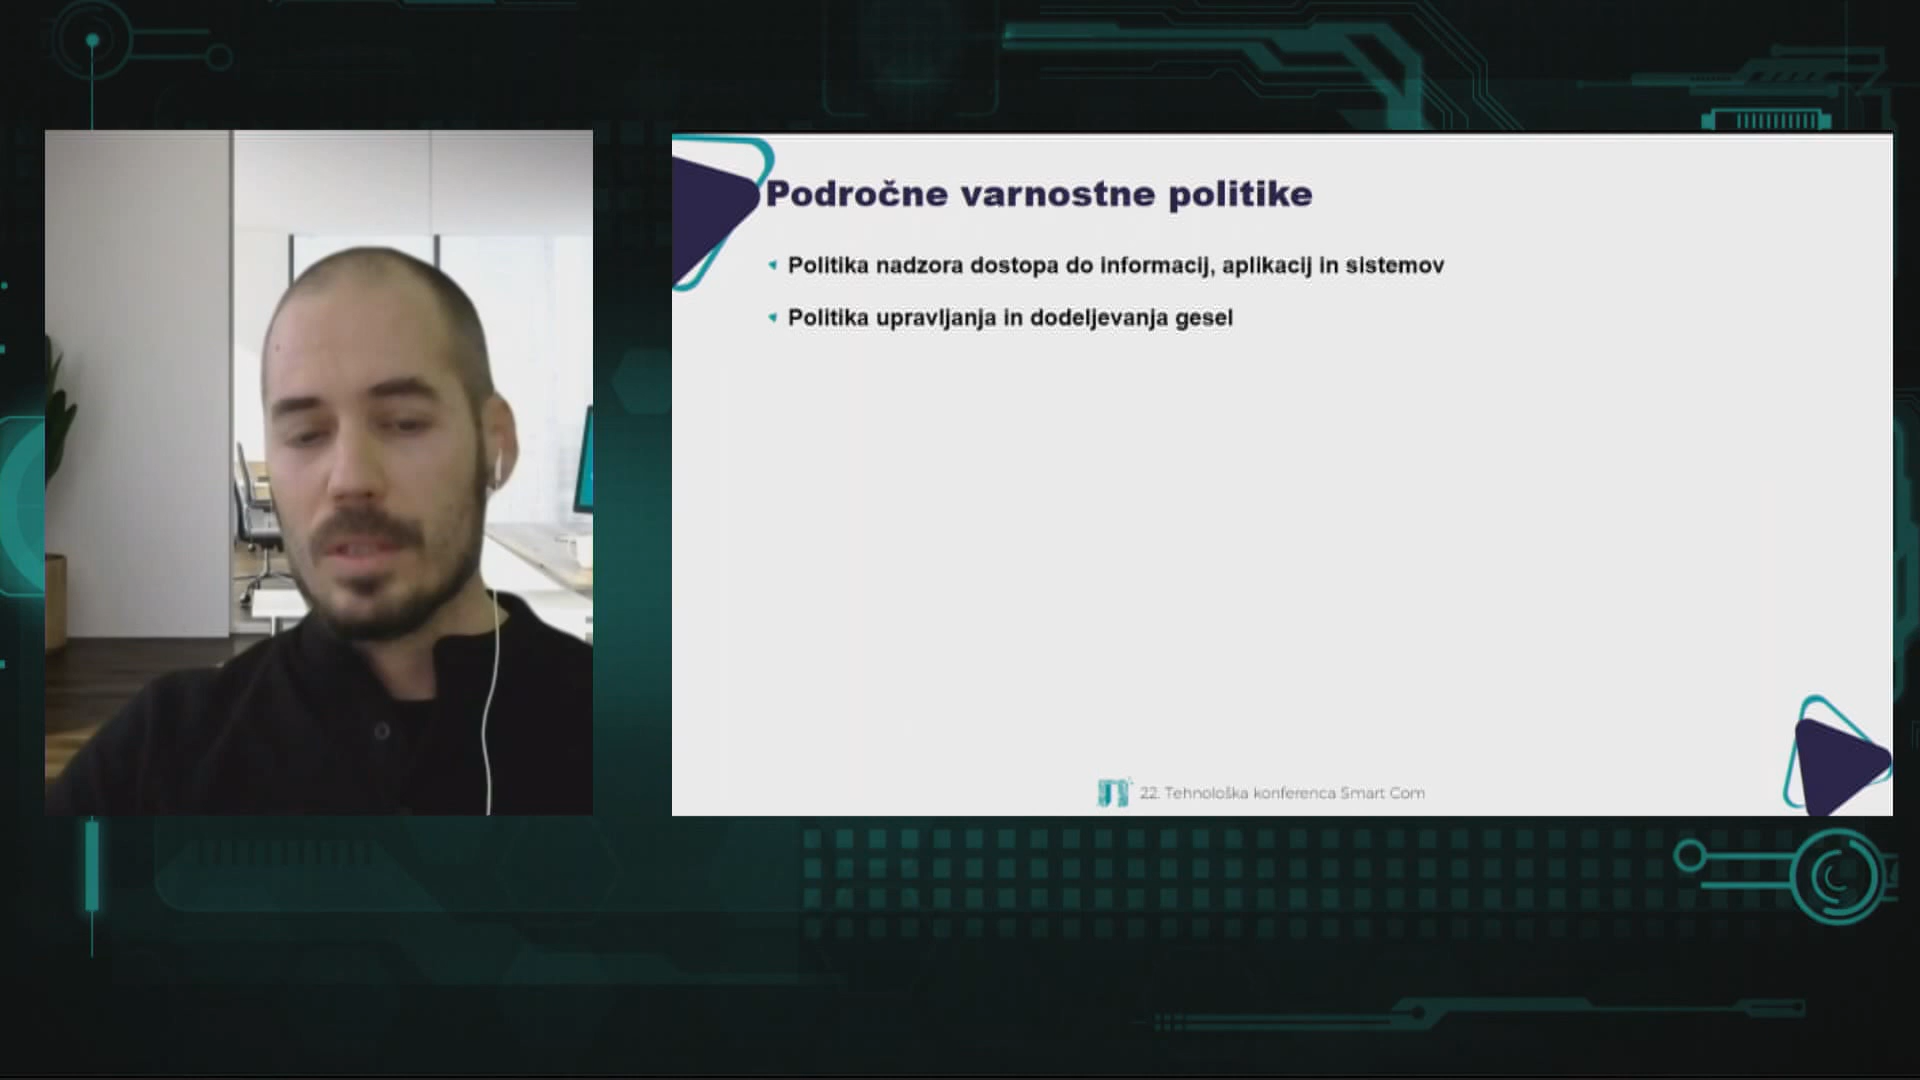 Področne varnostne politike
Politika nadzora dostopa do informacij, aplikacij in sistemov
Politika upravljanja in dodeljevanja gesel
22. Tehnološka konferenca Smart Com